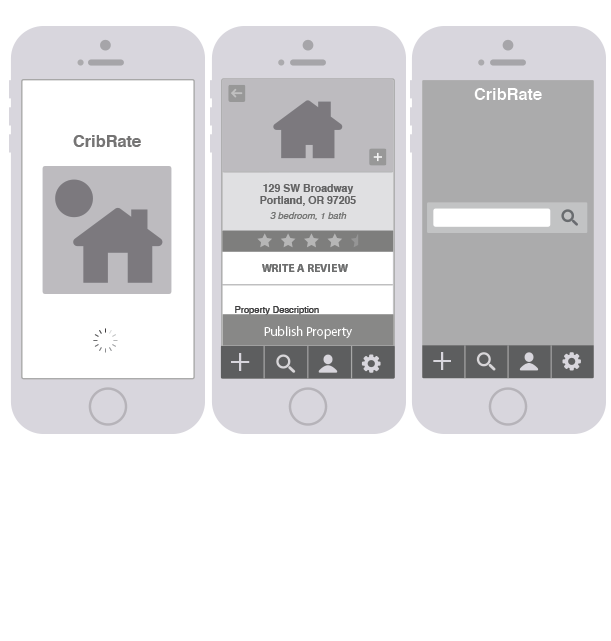 CribRate
129 SW Broadway
Portland, OR 97205
3 bedroom, 1 bath
WRITE A REVIEW
Property Description
Publish Property
CribRate